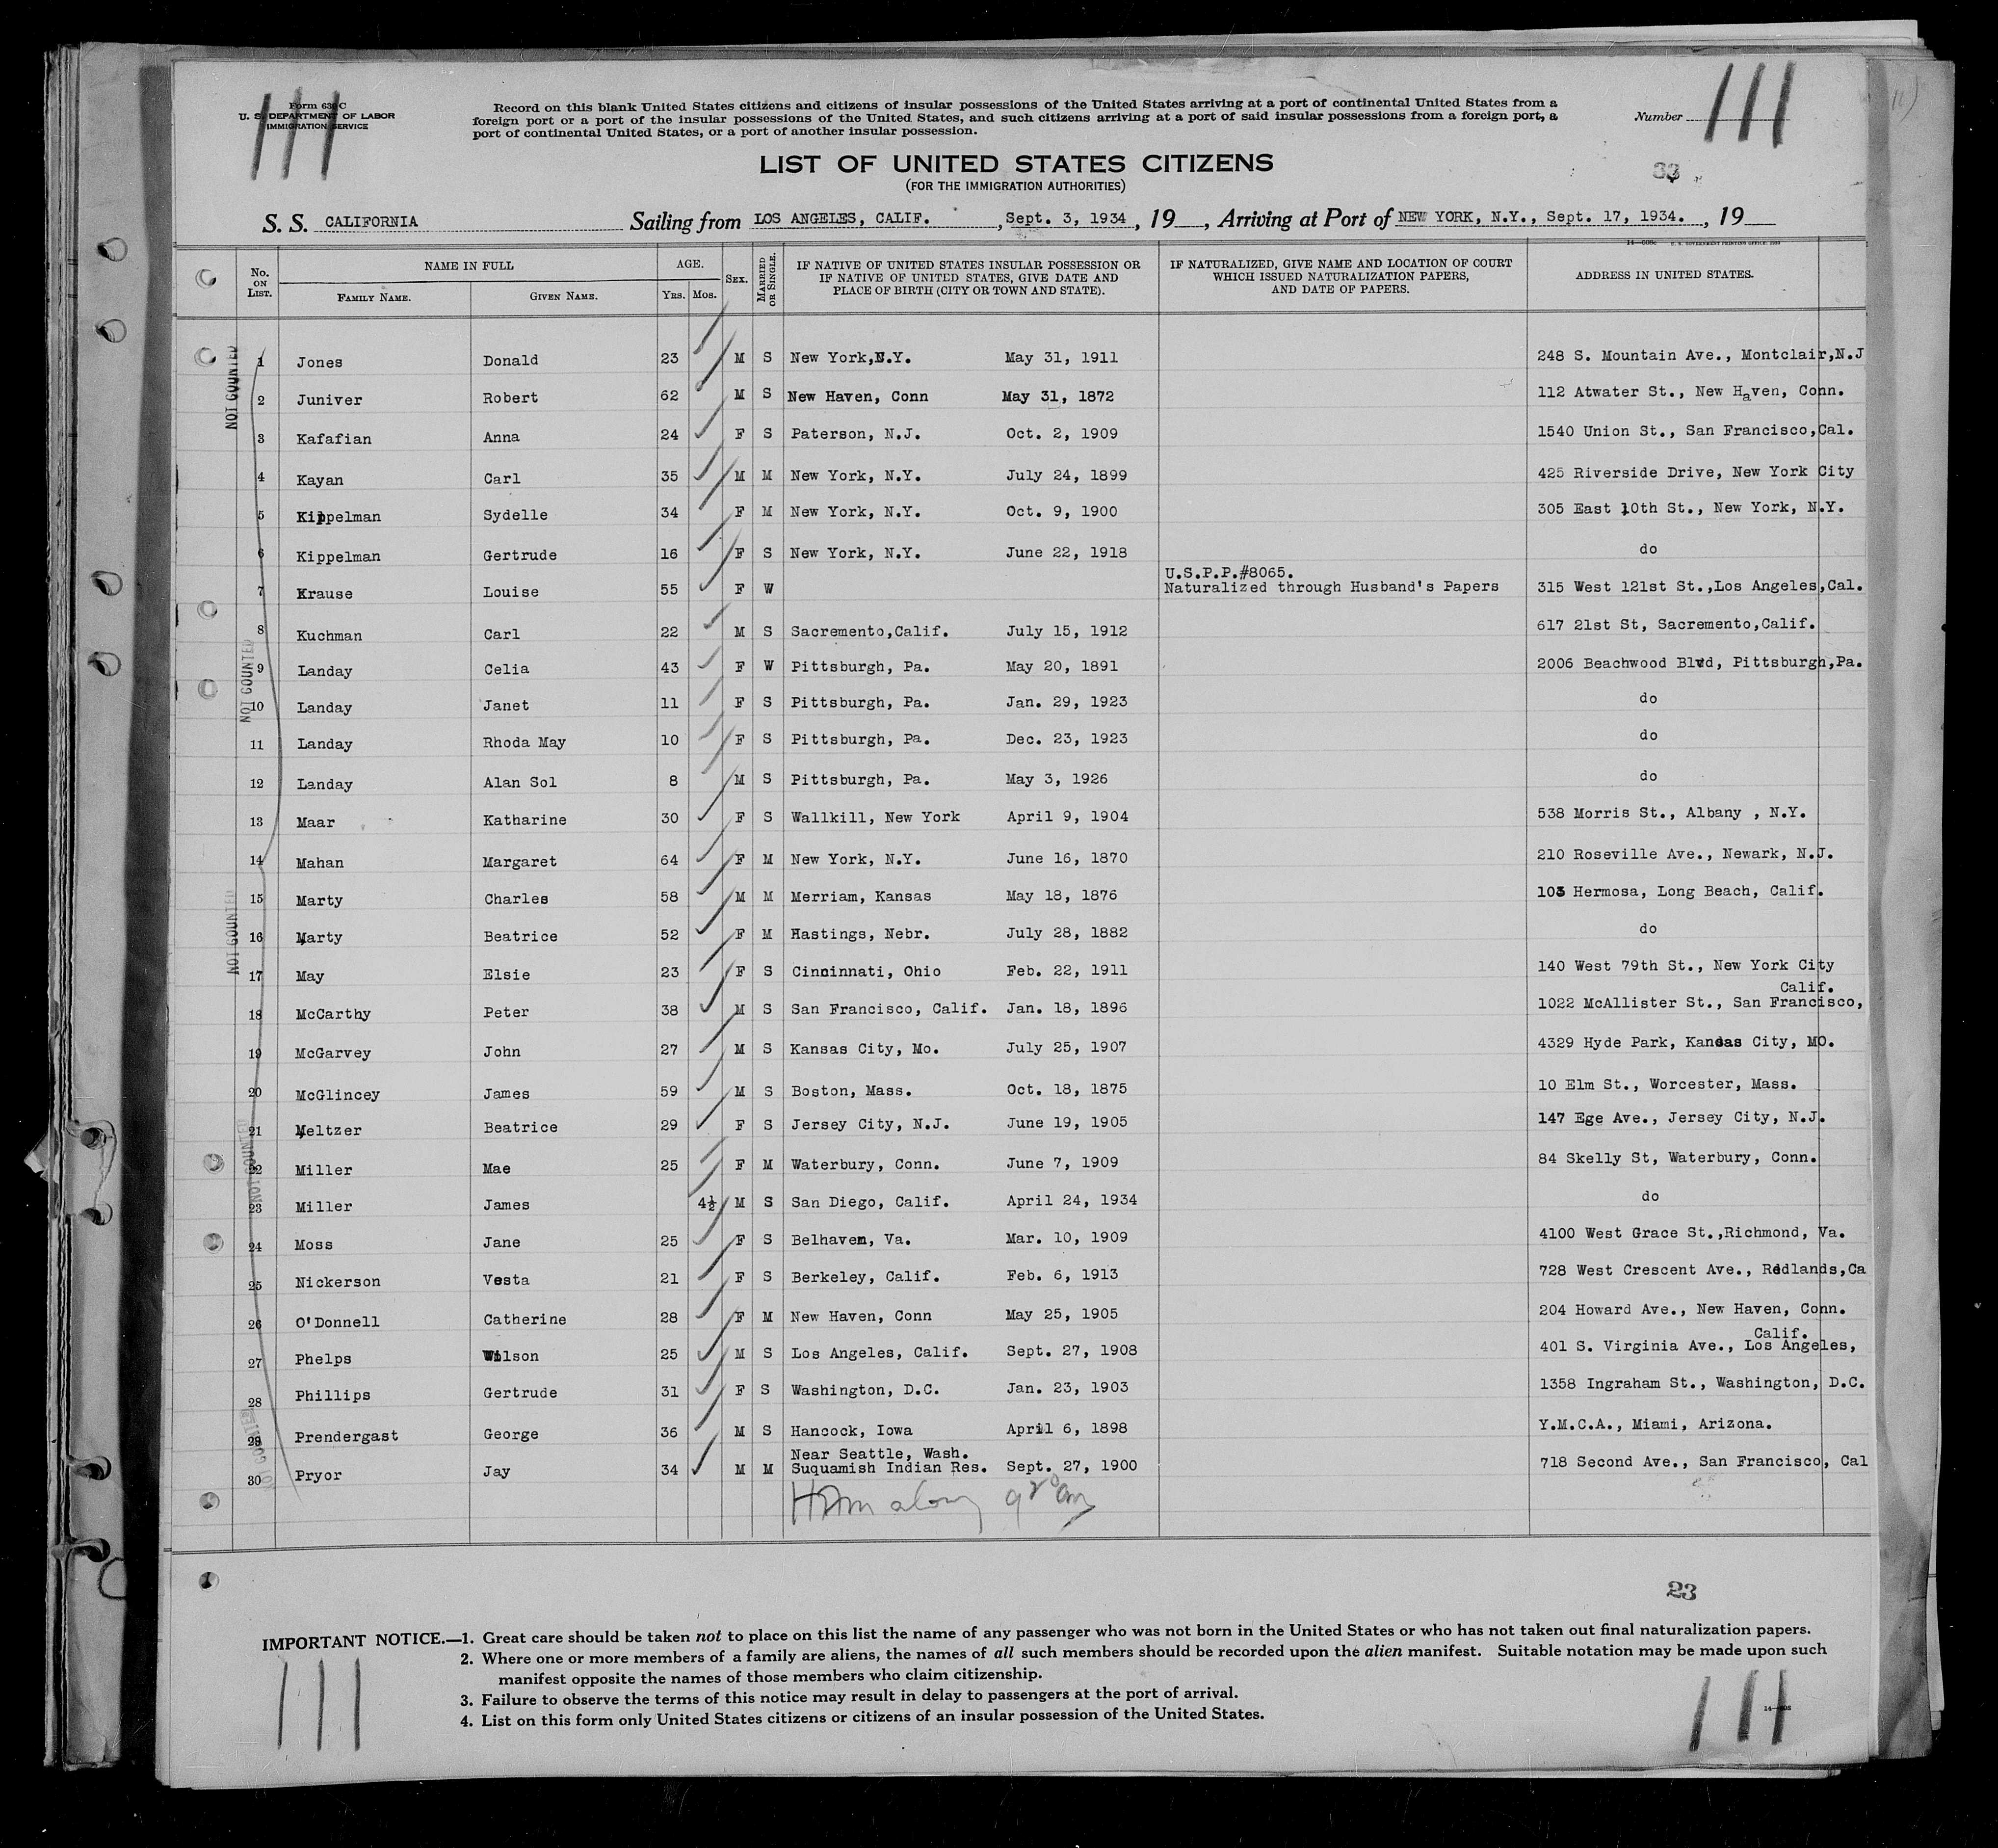 111
111
Form 630 C
U. S. DEPARTMENT OF LABOR
IMMIGRATION SERVICE
Record on this blank United States citizens and citizens of insular possessions of the United States arriving at a port of continental United States from a
foreign port or a port of the insular possessions of the United States, and such citizens arriving at a port of said insular possessions from a foreign port, a
port of continental United States, or a port of another insular possession.
Number
LIST OF UNITED STATES CITIZENS
(FOR THE IMMIGRATION AUTHORITIES)
S. S. CALIFORNIA Sailing from LOS ANGELES, CALIF. , Sept. 3, 1934 , 19 , Arriving at Port of NEW YORK, N.Y., Sept. 17, 1934. , 19
No. ON LIST. NAME IN FULL AGE. SEX. MARRIED OR SINGLE. IF NATIVE OF UNITED STATES INSULAR POSSESSION OR IF NATIVE OF UNITED STATES, GIVE DATE AND PLACE OF BIRTH (CITY OR TOWN AND STATE). IF NATURALIZED, GIVE NAME AND LOCATION OF COURT WHICH ISSUED NATURALIZATION PAPERS, AND DATE OF PAPERS. ADDRESS IN UNITED STATES.
FAMILY NAME. GIVEN NAME. YRS. MOS.
1 Jones Donald 23 M S New York,N.Y. May 31, 1911 248 S. Mountain Ave., Montclair,N.J
2 Juniver Robert 62 M S New Haven, Conn May 31, 1872 112 Atwater St., New Haven, Conn.
3 Kafafian Anna 24 F S Paterson, N.J. Oct. 2, 1909 1540 Union St., San Francisco,Cal.
4 Kayan Carl 35 M M New York, N.Y. July 24, 1899 425 Riverside Drive, New York City
5 Kippelman Sydelle 34 F M New York, N.Y. Oct. 9, 1900 305 East 10th St., New York, N.Y.
6 Kippelman Gertrude 16 F S New York, N.Y. June 22, 1918 do
U.S.P.P.#8065.
7 Krause Louise 55 F W Naturalized through Husband's Papers 315 West 121st St.,Los Angeles,Cal.
8 Kuchman Carl 22 M S Sacremento,Calif. July 15, 1912 617 21st St, Sacremento,Calif.
9 Landay Celia 43 F W Pittsburgh, Pa. May 20, 1891 2006 Beachwood Blvd, Pittsburgh,Pa.
10 Landay Janet 11 F S Pittsburgh, Pa. Jan. 29, 1923 do
11 Landay Rhoda May 10 F S Pittsburgh, Pa. Dec. 23, 1923 do
12 Landay Alan Sol 8 M S Pittsburgh, Pa. May 3, 1926 do
13 Maar Katharine 30 F S Wallkill, New York April 9, 1904 538 Morris St., Albany , N.Y.
14 Mahan Margaret 64 F M New York, N.Y. June 16, 1870 210 Roseville Ave., Newark, N.J.
15 Marty Charles 58 M M Merriam, Kansas May 18, 1876 103 Hermosa, Long Beach, Calif.
16 Marty Beatrice 52 F M Hastings, Nebr. July 28, 1882 do
17 May Elsie 23 F S Cincinnati, Ohio Feb. 22, 1911 140 West 79th St., New York City
Calif.
18 McCarthy Peter 38 M S San Francisco, Calif. Jan. 18, 1896 1022 McAllister St., San Francisco,
19 McGarvey John 27 M S Kansas City, Mo. July 25, 1907 4329 Hyde Park, Kansas City, MO.
20 McGlincey James 59 M S Boston, Mass. Oct. 18, 1875 10 Elm St., Worcester, Mass.
21 Meltzer Beatrice 29 F S Jersey City, N.J. June 19, 1905 147 Ege Ave., Jersey City, N.J.
22 Miller Mae 25 F M Waterbury, Conn. June 7, 1909 84 Skelly St, Waterbury, Conn.
23 Miller James 4½ M S San Diego, Calif. April 24, 1934 do
24 Moss Jane 25 F S Belhaven, Va. Mar. 10, 1909 4100 West Grace St.,Richmond, Va.
25 Nickerson Vesta 21 F S Berkeley, Calif. Feb. 6, 1913 728 West Crescent Ave., Redlands,Ca
26 O'Donnell Catherine 28 F M New Haven, Conn May 25, 1905 204 Howard Ave., New Haven, Conn.
Calif.
27 Phelps Wilson 25 M S Los Angeles, Calif. Sept. 27, 1908 401 S. Virginia Ave., Los Angeles,
28 Phillips Gertrude 31 F S Washington, D.C. Jan. 23, 1903 1358 Ingraham St., Washington, D.C.
29 Prendergast George 36 M S Hancock, Iowa April 6, 1898 Y.M.C.A., Miami, Arizona.
Near Seattle, Wash.
30 Pryor Jay 34 M M Suquamish Indian Res. Sept. 27, 1900 718 Second Ave., San Francisco, Cal
NOT COUNTED
NOT COUNTED
NOT COUNTED
NOT COUNTED
23
IMPORTANT NOTICE.—1. Great care should be taken not to place on this list the name of any passenger who was not born in the United States or who has not taken out final naturalization papers.
2. Where one or more members of a family are aliens, the names of all such members should be recorded upon the alien manifest. Suitable notation may be made upon such
manifest opposite the names of those members who claim citizenship.
3. Failure to observe the terms of this notice may result in delay to passengers at the port of arrival.
4. List on this form only United States citizens or citizens of an insular possession of the United States.
111
111